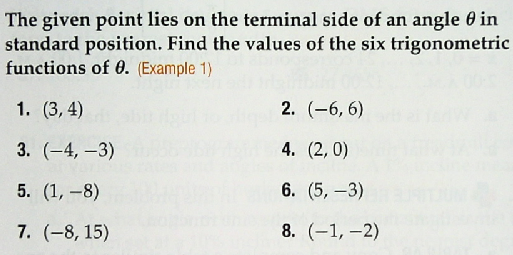 The given point lies on the terminal side of an angle θ in
standard position. Find the values of the six trigonometric
functions of θ. (Example 1)
1. (3, 4) 2. (−6, 6)
3. (−4, −3) 4. (2, 0)
5. (1, −8) 6. (5, −3)
7. (−8, 15) 8. (−1, −2)